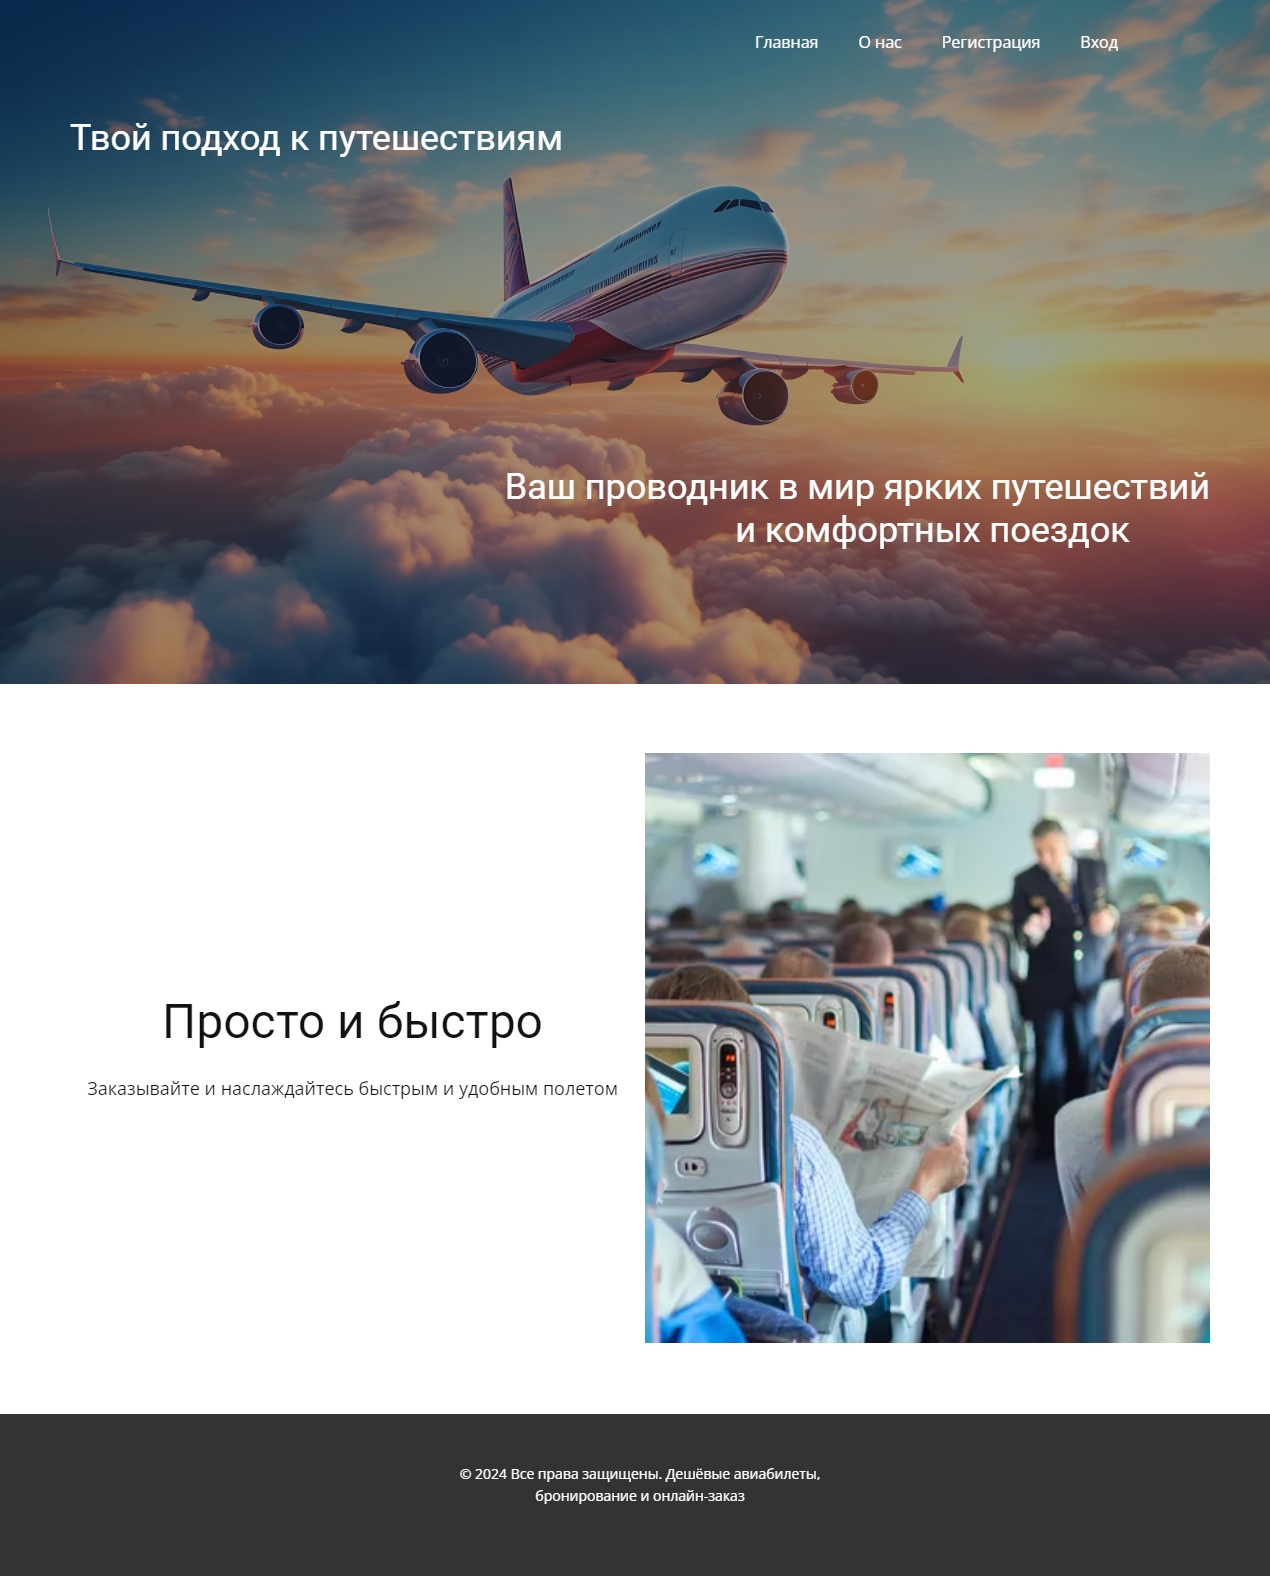 Главная О нас Регистрация Вход
Твой подход к путешествиям
Ваш проводник в мир ярких путешествий
и комфортных поездок
Просто и быстро
Заказывайте и наслаждайтесь быстрым и удобным полетом
© 2024 Все права защищены. Дешёвые авиабилеты,
бронирование и онлайн-заказ